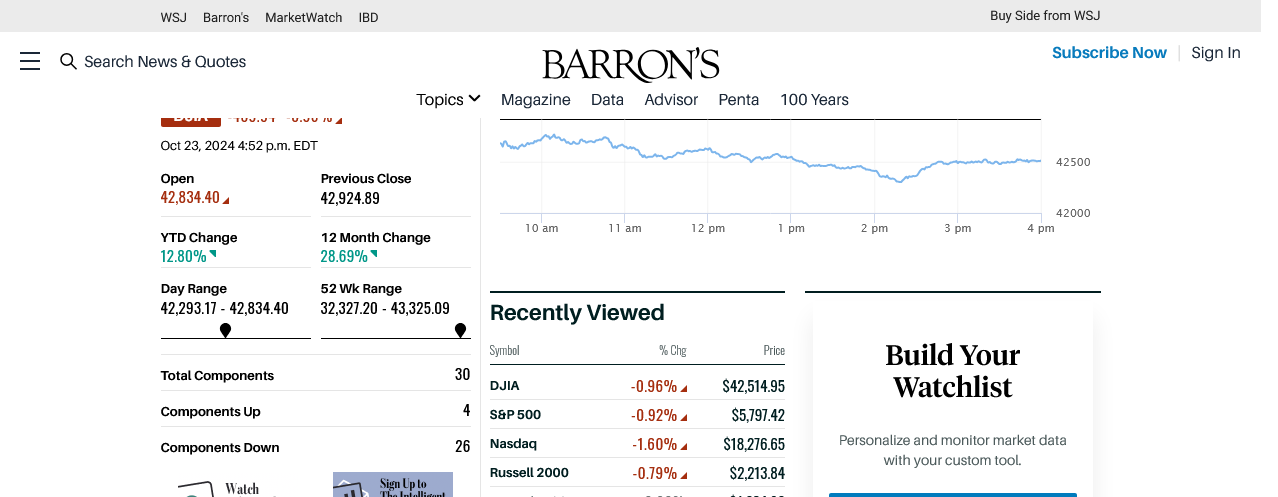 WSJ Barron's MarketWatch IBD Buy Side from WSJ
Search News & Quotes BARRON'S Subscribe Now Sign In
Topics Magazine Data Advisor Penta 100 Years
Oct 23, 2024 4:52 p.m. EDT
Open Previous Close
42,834.40 42,924.89
YTD Change 12 Month Change
12.80% 28.69%
Day Range 52 Wk Range
42,293.17 - 42,834.40 32,327.20 - 43,325.09
Total Components 30
Components Up 4
Components Down 26
Watch
Sign Up to
The Intelligent
42500
42000
10 am 11 am 12 pm 1 pm 2 pm 3 pm 4 pm
Recently Viewed
Symbol % Chg Price
DJIA -0.96% $42,514.95
S&P 500 -0.92% $5,797.42
Nasdaq -1.60% $18,276.65
Russell 2000 -0.79% $2,213.84
Build Your
Watchlist
Personalize and monitor market data
with your custom tool.